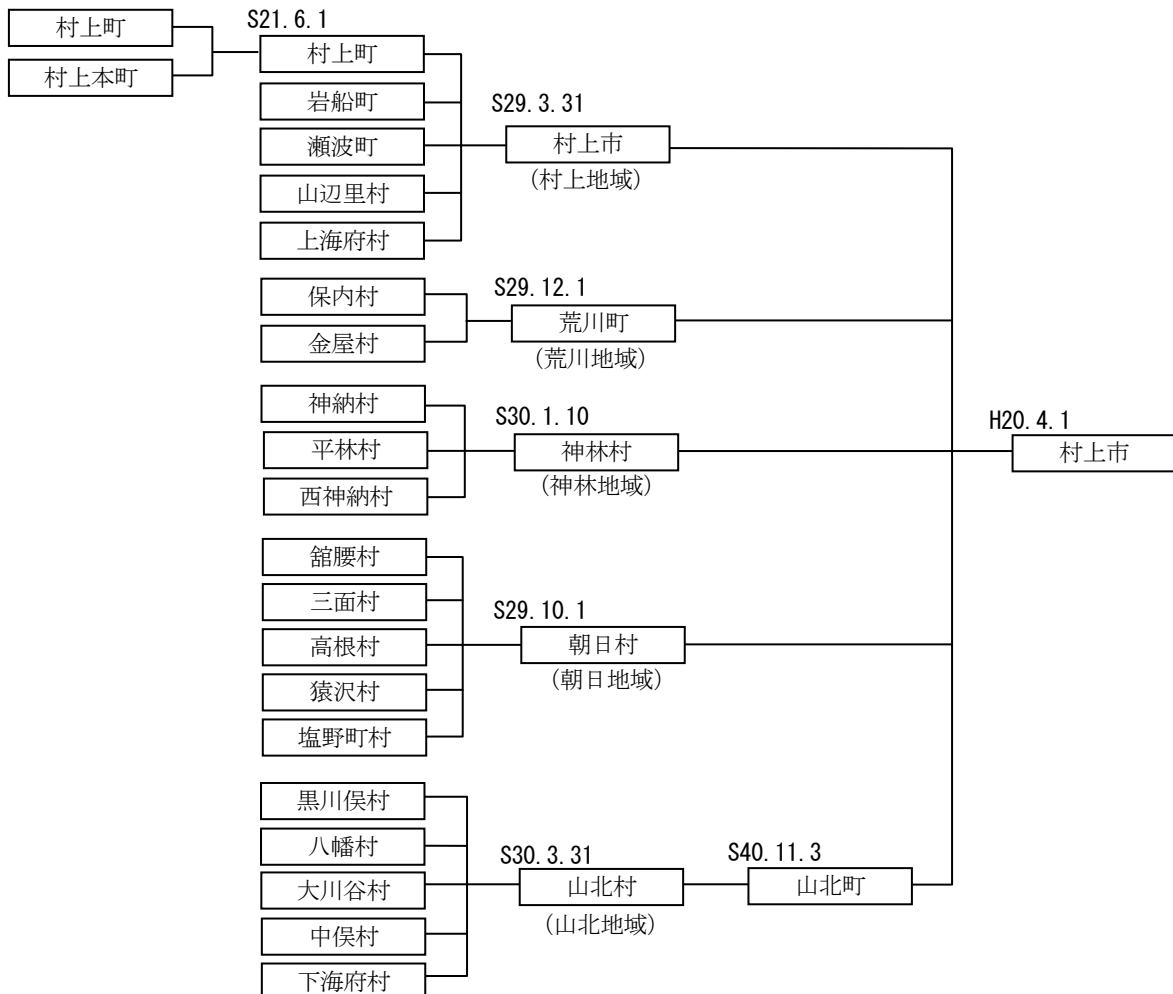 村上町
村上本町
S21.6.1
村上町
岩船町
瀬波町
山辺里村
上海府村
S29.3.31
村上市
(村上地域)
保内村
金屋村
S29.12.1
荒川町
(荒川地域)
神納村
平林村
西神納村
S30.1.10
神林村
(神林地域)
舘腰村
三面村
高根村
猿沢村
塩野町村
S29.10.1
朝日村
(朝日地域)
黒川俣村
八幡村
大川谷村
中俣村
下海府村
S30.3.31
山北村
(山北地域)
S40.11.3
山北町
H20.4.1
村上市